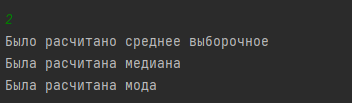 2
Было расчитано среднее выборочное
Была расчитана медиана
Была расчитана мода